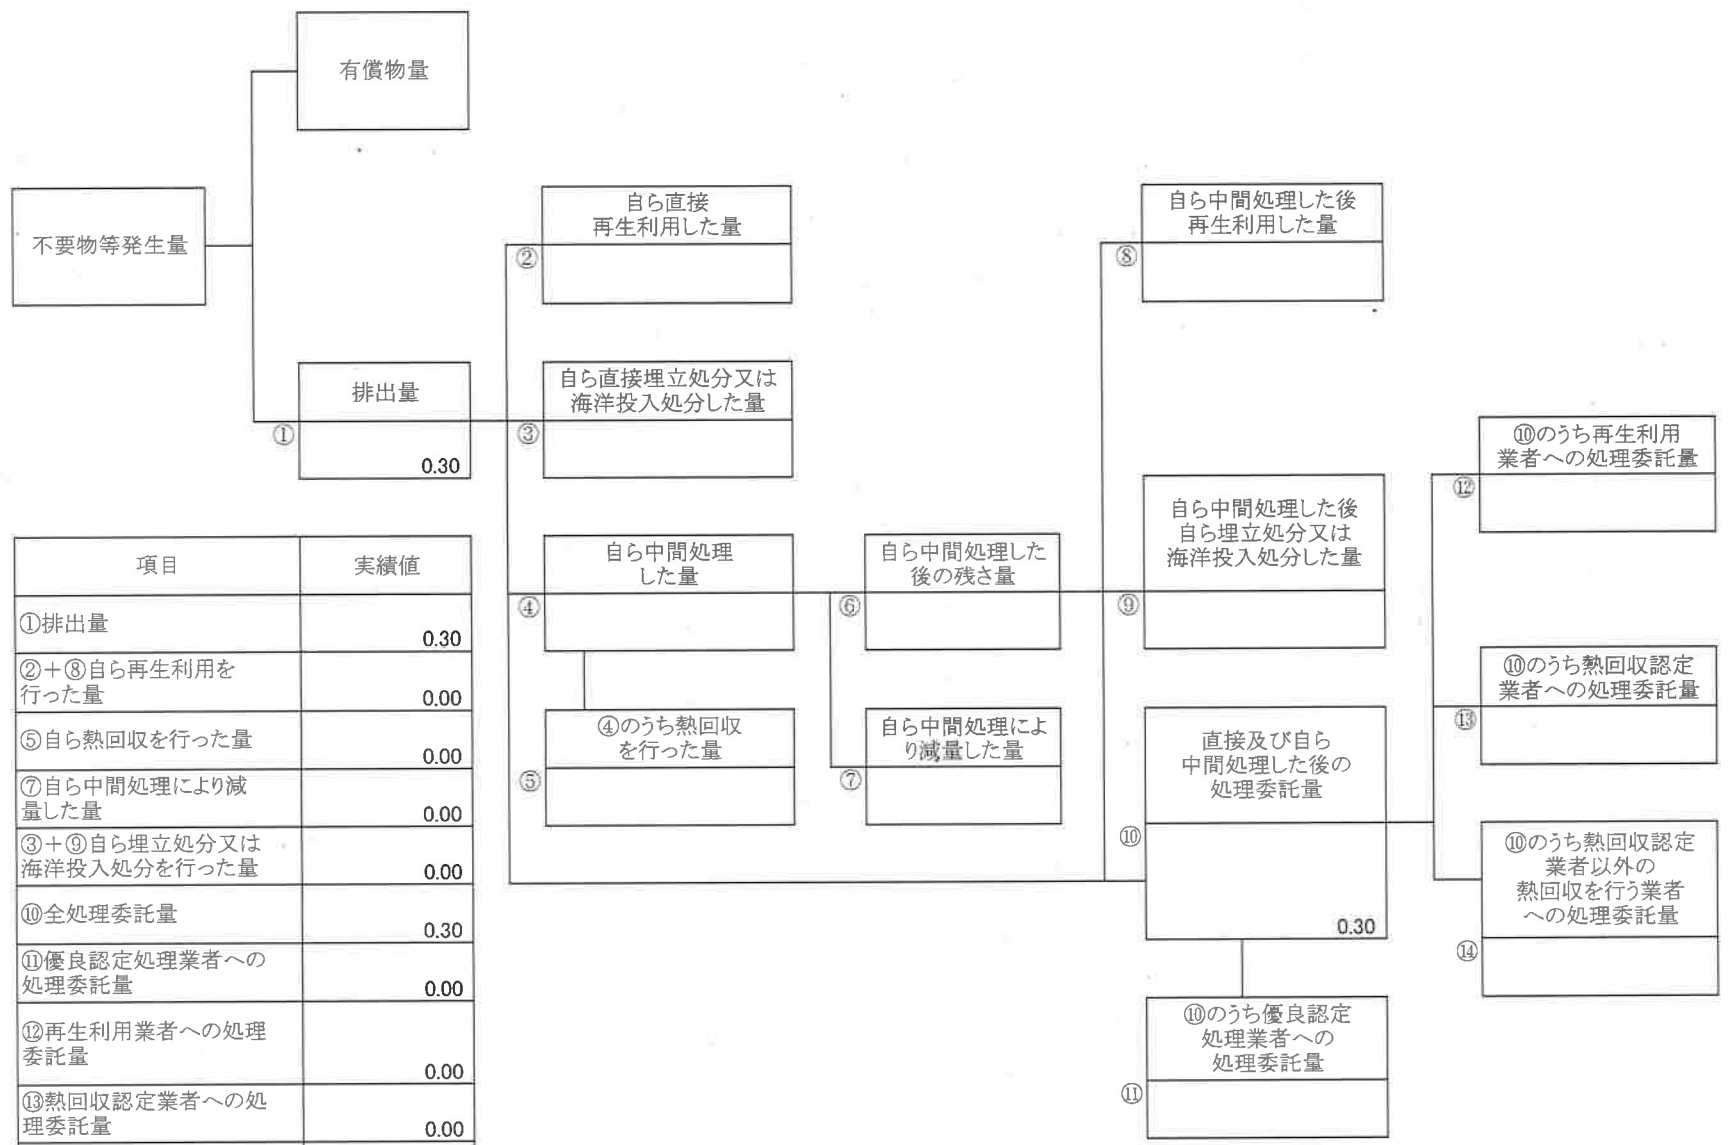 有償物量
不要物等発生量
自ら直接
再生利用した量
②
自ら中間処理した後
再生利用した量
⑧
排出量
①
0.30
自ら直接埋立処分又は
海洋投入処分した量
③
⑩のうち再生利用
業者への処理委託量
⑫
自ら中間処理した後
自ら埋立処分又は
海洋投入処分した量
⑨
自ら中間処理
した量
④
自ら中間処理した
後の残さ量
⑥
④のうち熱回収
を行った量
⑤
自ら中間処理によ
り減量した量
⑦
⑩のうち熱回収認定
業者への処理委託量
⑬
直接及び自ら
中間処理した後の
処理委託量
⑩
0.30
⑩のうち熱回収認定
業者以外の
熱回収を行う業者
への処理委託量
⑭
⑩のうち優良認定
処理業者への
処理委託量
⑪
項目 実績値
①排出量
0.30
②+⑧自ら再生利用を
行った量
0.00
⑤自ら熱回収を行った量
0.00
⑦自ら中間処理により減
量した量
0.00
③+⑨自ら埋立処分又は
海洋投入処分を行った量
0.00
⑩全処理委託量
0.30
⑪優良認定処理業者への
処理委託量
0.00
⑫再生利用業者への処理
委託量
0.00
⑬熱回収認定業者への処
理委託量
0.00